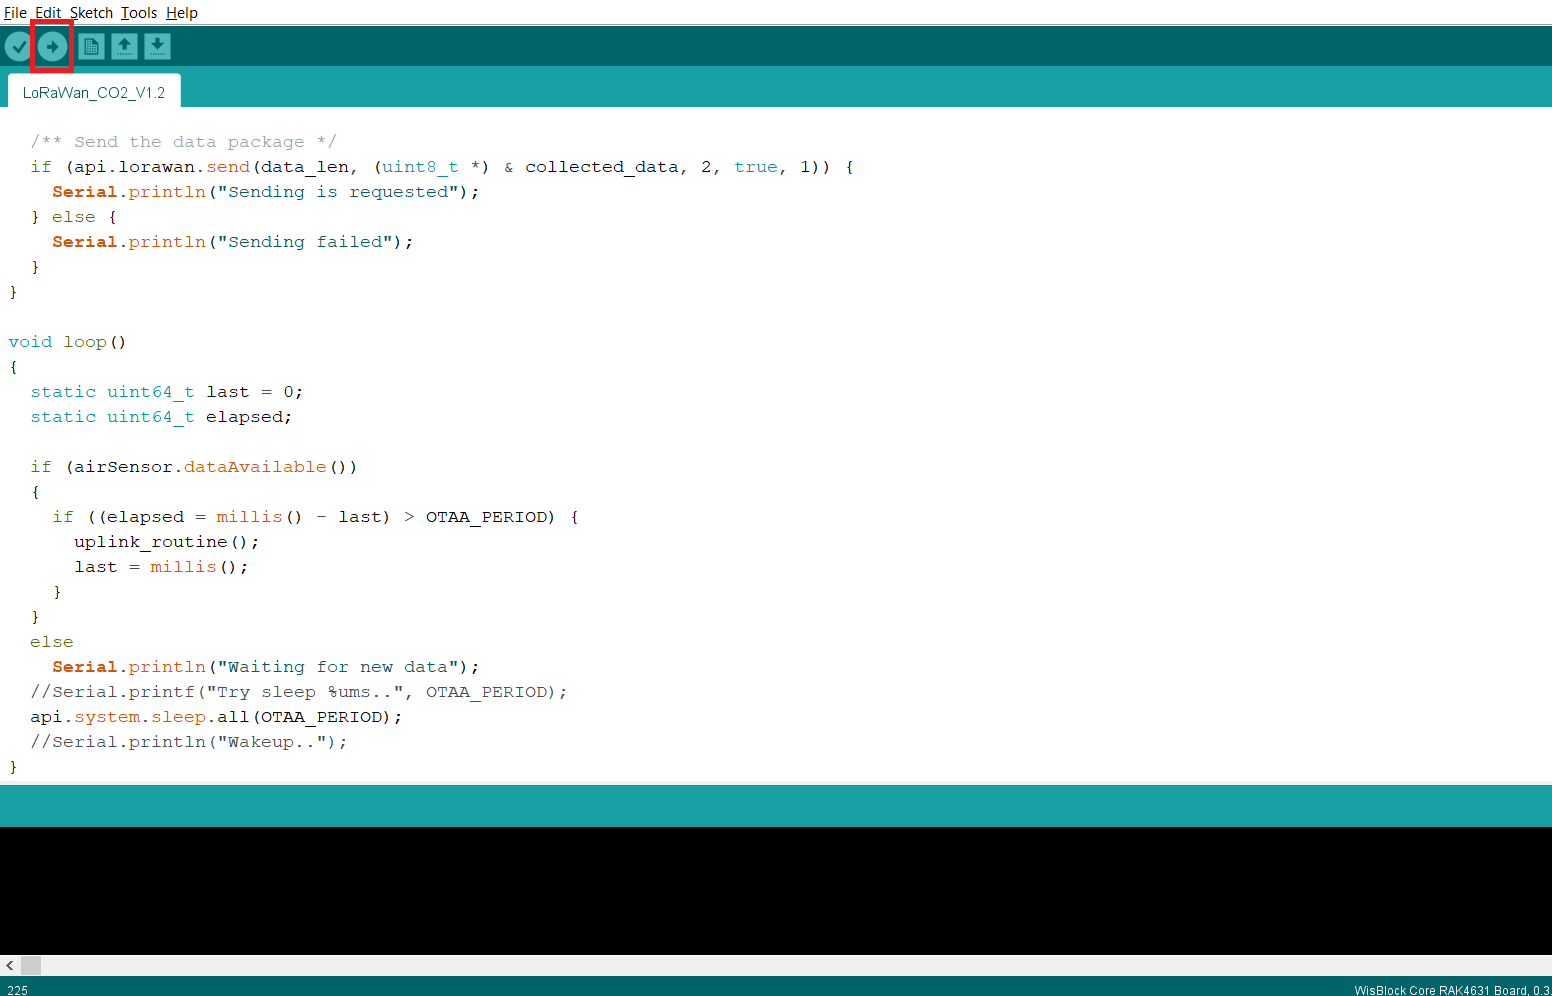 File Edit Sketch Tools Help
LoRaWan_CO2_V1.2
/** Send the data package */
if (api.lorawan.send(data_len, (uint8_t *) & collected_data, 2, true, 1)) {
Serial.println("Sending is requested");
} else {
Serial.println("Sending failed");
}
}
void loop()
{
static uint64_t last = 0;
static uint64_t elapsed;
if (airSensor.dataAvailable())
{
if ((elapsed = millis() - last) > OTAA_PERIOD) {
uplink_routine();
last = millis();
}
}
else
Serial.println("Waiting for new data");
//Serial.printf("Try sleep %ums..", OTAA_PERIOD);
api.system.sleep.all(OTAA_PERIOD);
//Serial.println("Wakeup..");
}
225
WisBlock Core RAK4631 Board, 0.3.